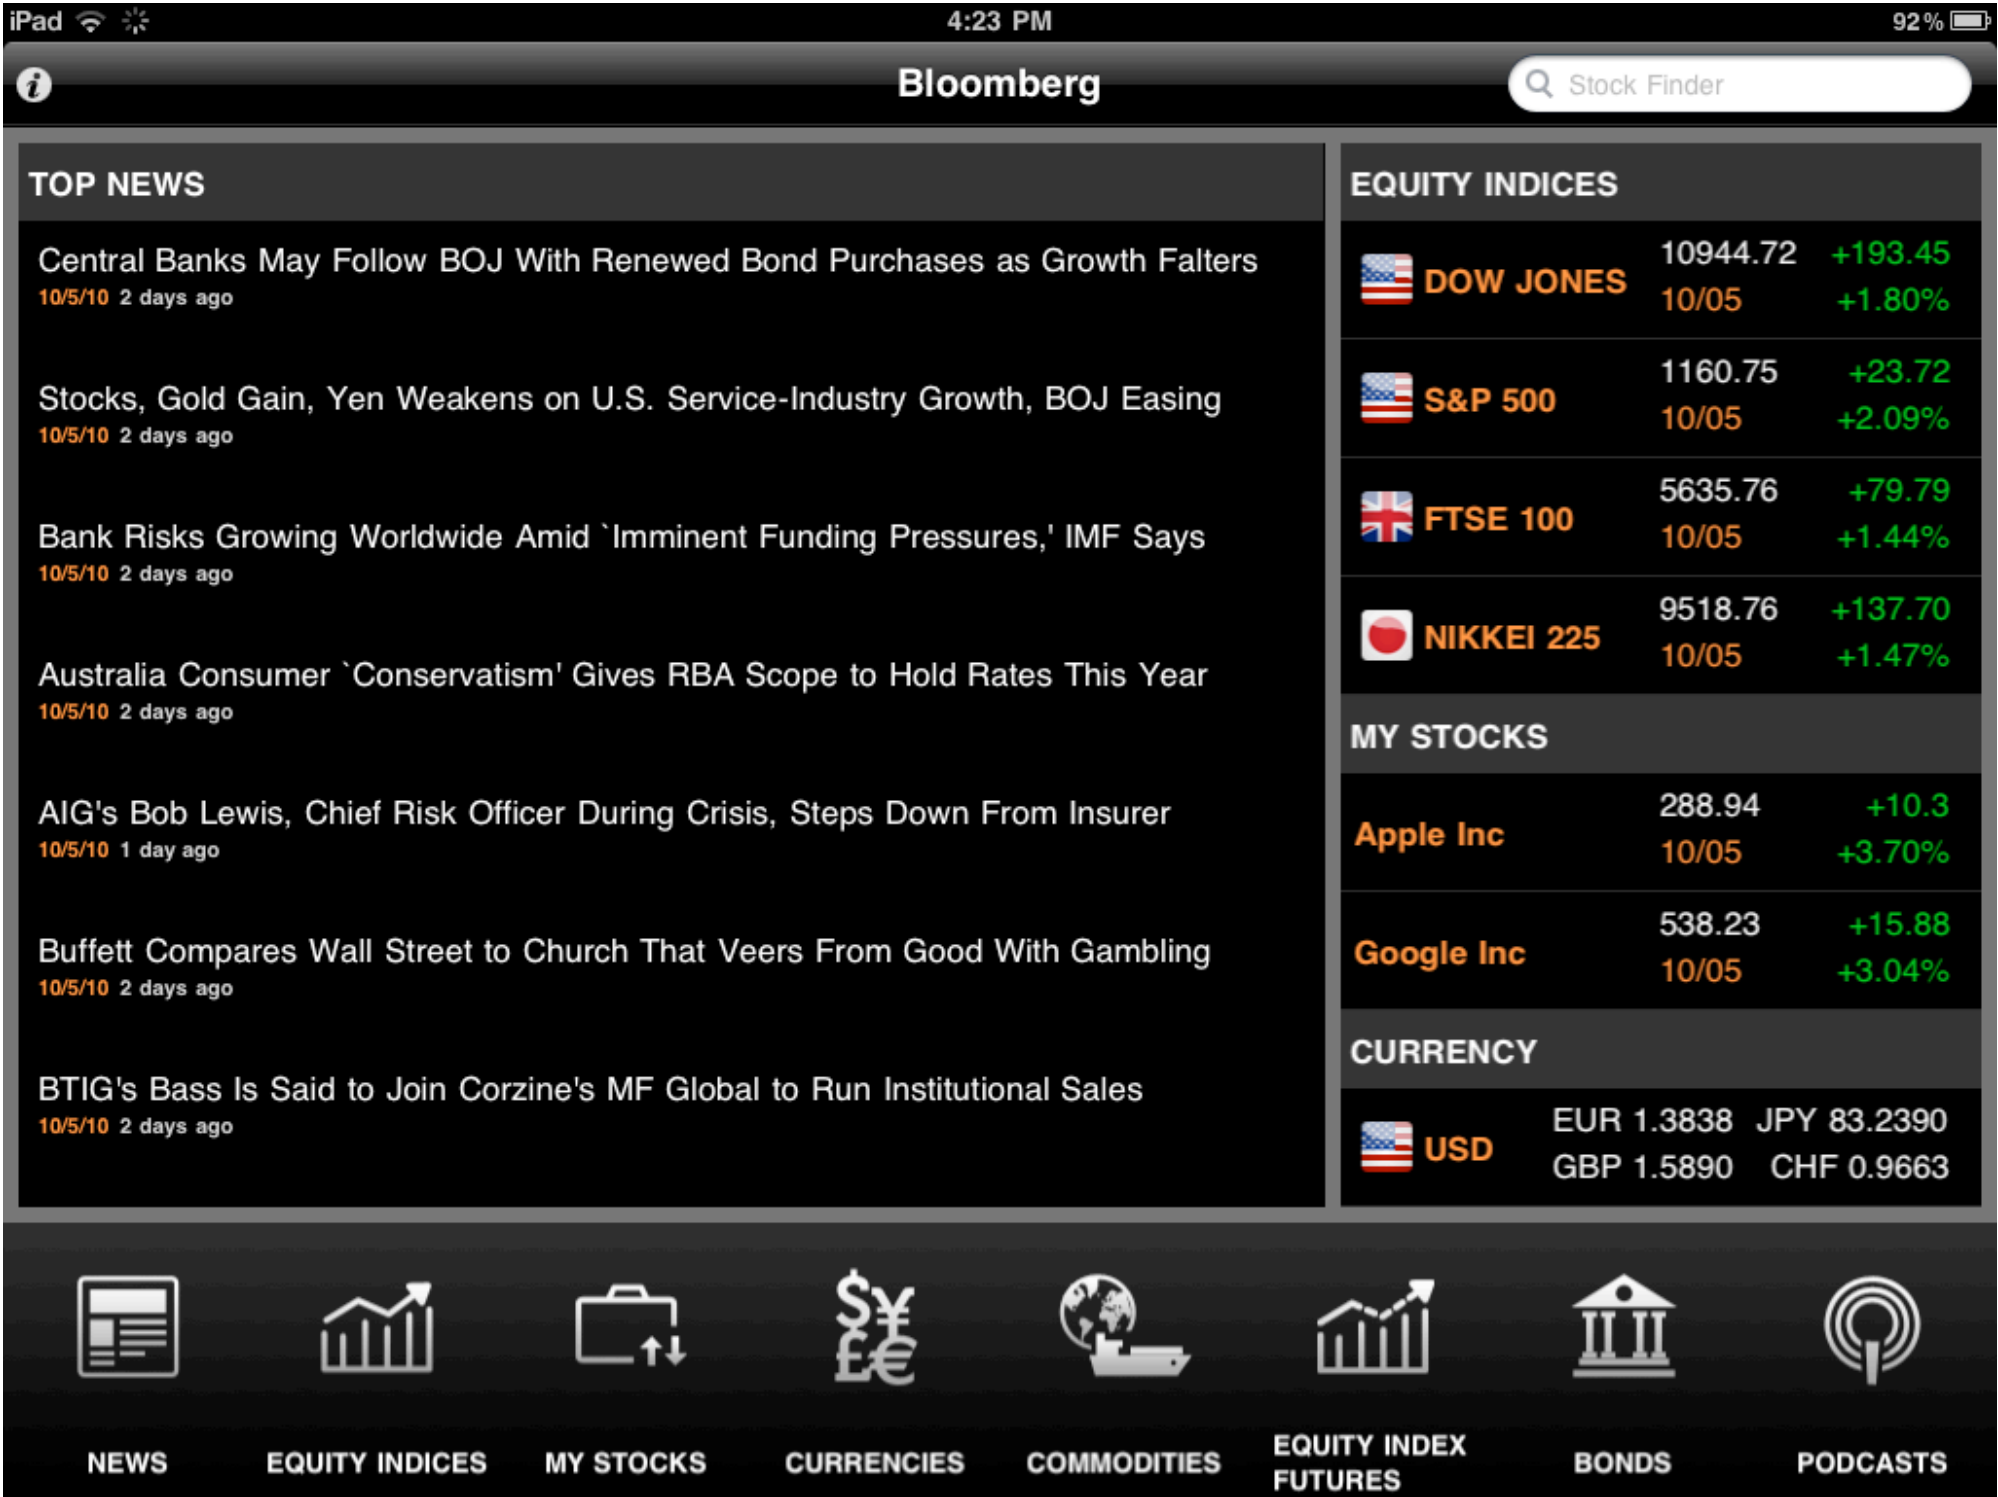 iPad
4:23 PM
92%
Bloomberg
Stock Finder
TOP NEWS
Central Banks May Follow BOJ With Renewed Bond Purchases as Growth Falters
10/5/10 2 days ago
Stocks, Gold Gain, Yen Weakens on U.S. Service-Industry Growth, BOJ Easing
10/5/10 2 days ago
Bank Risks Growing Worldwide Amid `Imminent Funding Pressures,' IMF Says
10/5/10 2 days ago
Australia Consumer `Conservatism' Gives RBA Scope to Hold Rates This Year
10/5/10 2 days ago
AIG's Bob Lewis, Chief Risk Officer During Crisis, Steps Down From Insurer
10/5/10 1 day ago
Buffett Compares Wall Street to Church That Veers From Good With Gambling
10/5/10 2 days ago
BTIG's Bass Is Said to Join Corzine's MF Global to Run Institutional Sales
10/5/10 2 days ago
EQUITY INDICES
DOW JONES
10944.72 +193.45
10/05 +1.80%
S&P 500
1160.75 +23.72
10/05 +2.09%
FTSE 100
5635.76 +79.79
10/05 +1.44%
NIKKEI 225
9518.76 +137.70
10/05 +1.47%
MY STOCKS
Apple Inc
288.94 +10.3
10/05 +3.70%
Google Inc
538.23 +15.88
10/05 +3.04%
CURRENCY
USD
EUR 1.3838 JPY 83.2390
GBP 1.5890 CHF 0.9663
NEWS
EQUITY INDICES
MY STOCKS
CURRENCIES
COMMODITIES
EQUITY INDEX
FUTURES
BONDS
PODCASTS